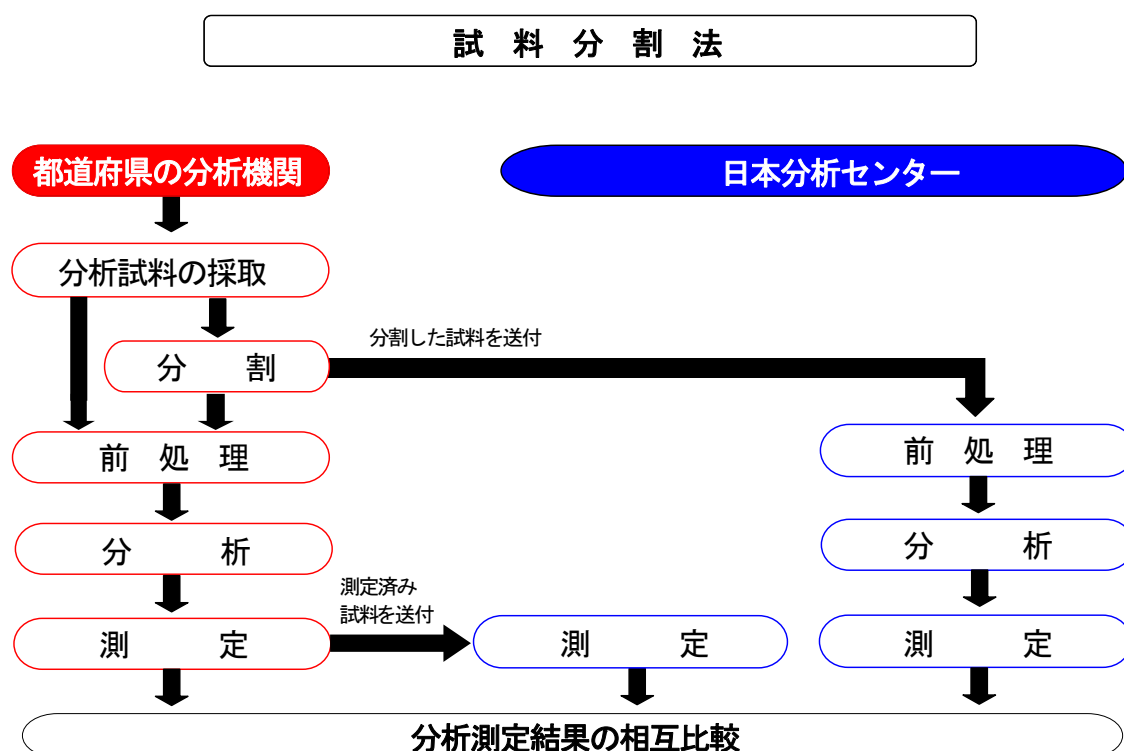 試料分割法
都道府県の分析機関
日本分析センター
分析試料の採取
分割した試料を送付
分割
前処理
前処理
分析
分析
測定済み
試料を送付
測定
測定
測定
分析測定結果の相互比較